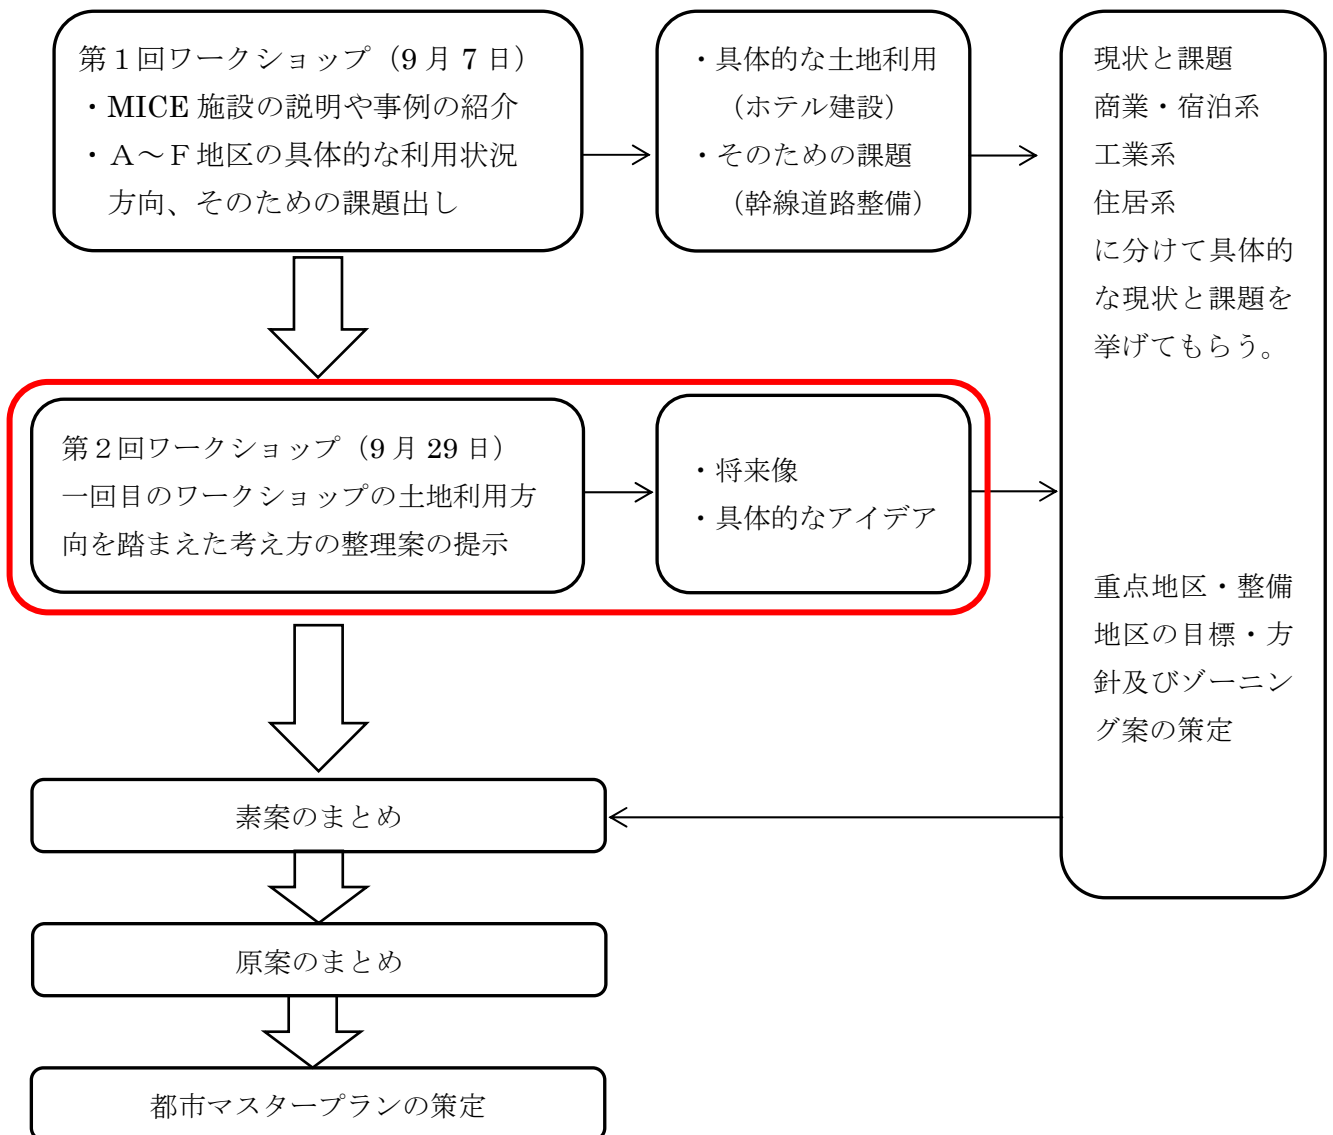 第１回ワークショップ（9 月 7 日）
・MICE 施設の説明や事例の紹介
・Ａ～Ｆ地区の具体的な利用状況
方向、そのための課題出し
・具体的な土地利用
（ホテル建設）
・そのための課題
（幹線道路整備）
現状と課題
商業・宿泊系
工業系
住居系
に分けて具体的
な現状と課題を
挙げてもらう。
第２回ワークショップ（9 月 29 日）
一回目のワークショップの土地利用方
向を踏まえた考え方の整理案の提示
・将来像
・具体的なアイデア
重点地区・整備
地区の目標・方
針及びゾーニン
グ案の策定
素案のまとめ
原案のまとめ
都市マスタープランの策定